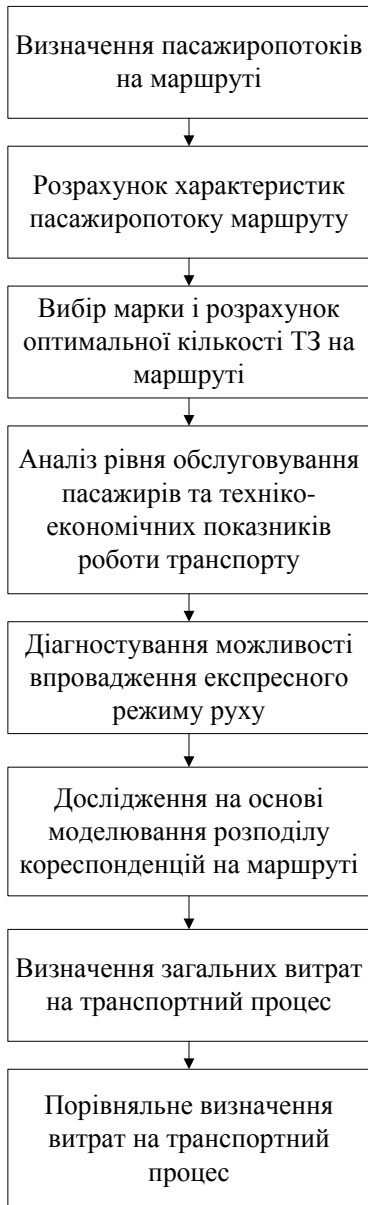 Визначення пасажиропотоків
на маршруті
Розрахунок характеристик
пасажиропотоку маршруту
Вибір марки і розрахунок
оптимальної кількості ТЗ на
маршруті
Аналіз рівня обслуговування
пасажирів та техніко-
економічних показників
роботи транспорту
Діагностування можливості
впровадження експресного
режиму руху
Дослідження на основі
моделювання розподілу
кореспонденцій на маршруті
Визначення загальних витрат
на транспортний процес
Порівняльне визначення
витрат на транспортний
процес